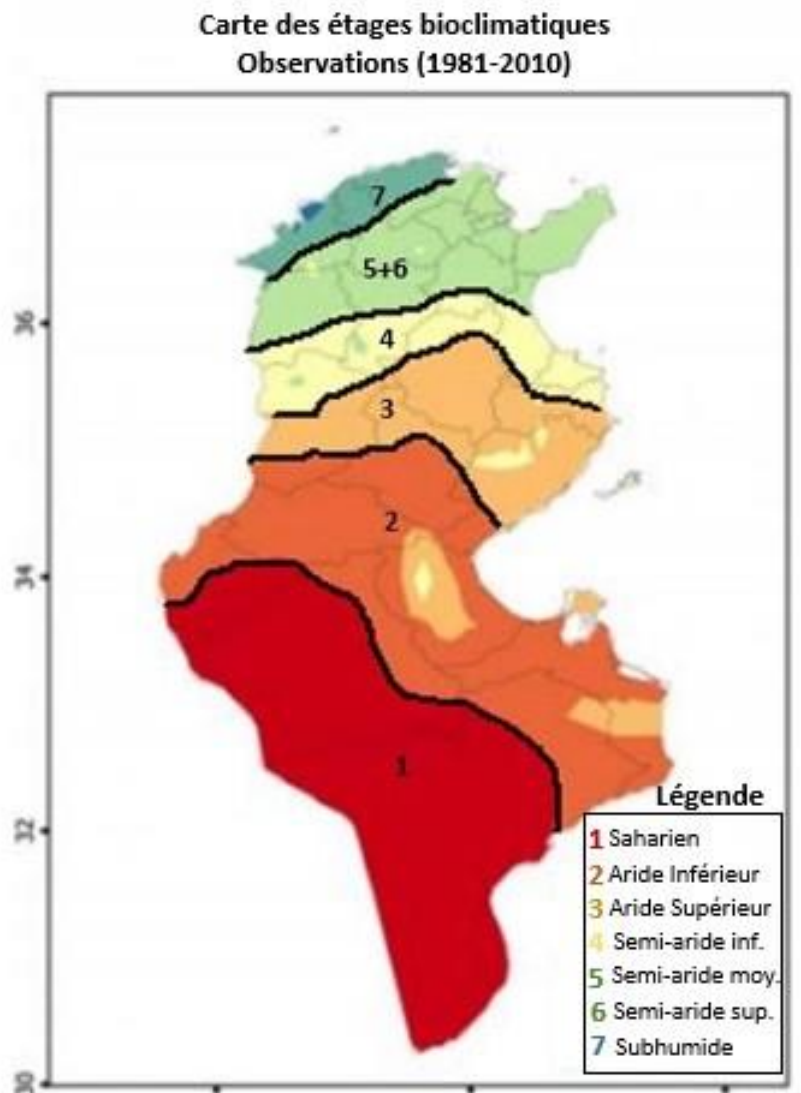 Carte des étages bioclimatiques
Observations (1981-2010)
7
5+6
36
4
3
2
34
1
32
Légende
1 Saharien
2 Aride Inférieur
3 Aride Supérieur
4 Semi-aride inf.
5 Semi-aride moy.
6 Semi-aride sup.
7 Subhumide
30